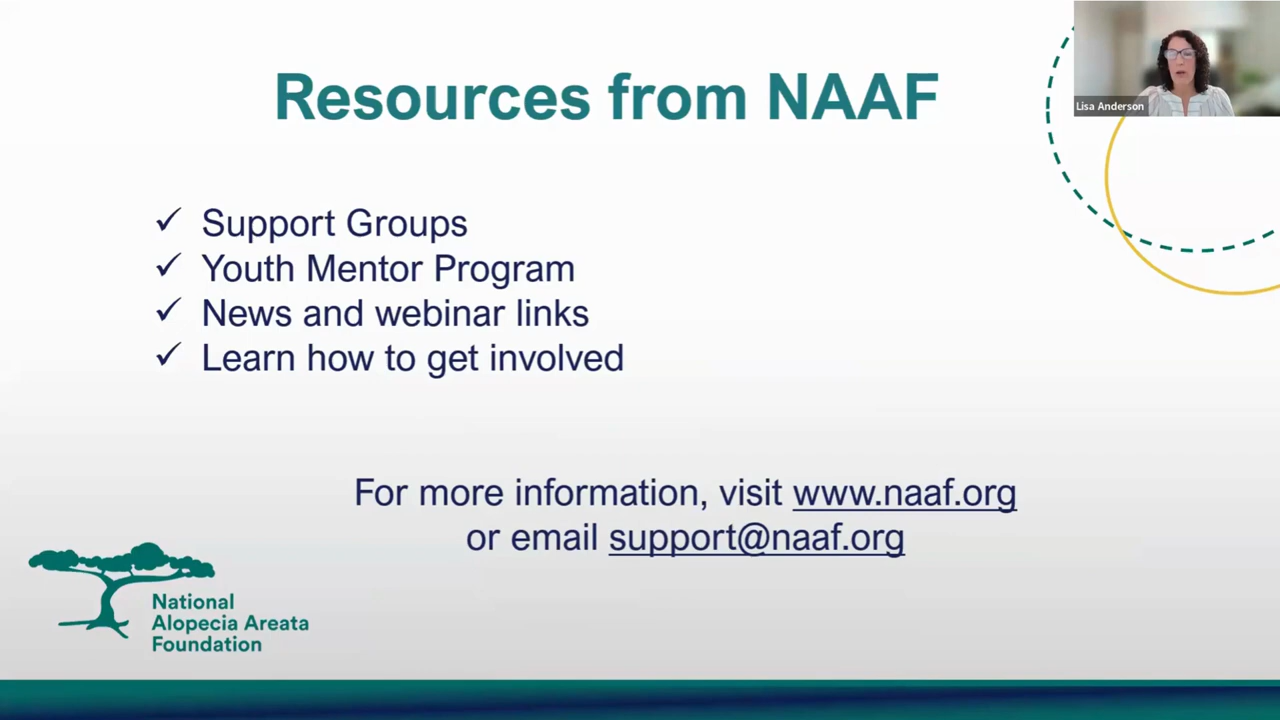 Resources from NAAF
Lisa Anderson
✓ Support Groups
✓ Youth Mentor Program
✓ News and webinar links
✓ Learn how to get involved
For more information, visit www.naaf.org
or email support@naaf.org
National
Alopecia Areata
Foundation